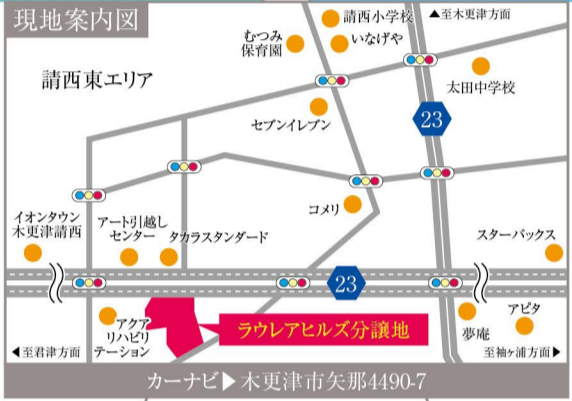 現地案内図
請西小学校
▲至木更津方面
むつみ
保育園
いなげや
請西東エリア
太田中学校
セブンイレブン
23
コメリ
イオンタウン
木更津請西
アート引越し
センター
タカラスタンダード
スターバックス
23
アクア
リハビリ
テーション
ラウレアヒルズ分譲地
夢庵
アピタ
◀至君津方面
至袖ヶ浦方面▶
カーナビ▶木更津市矢那4490-7